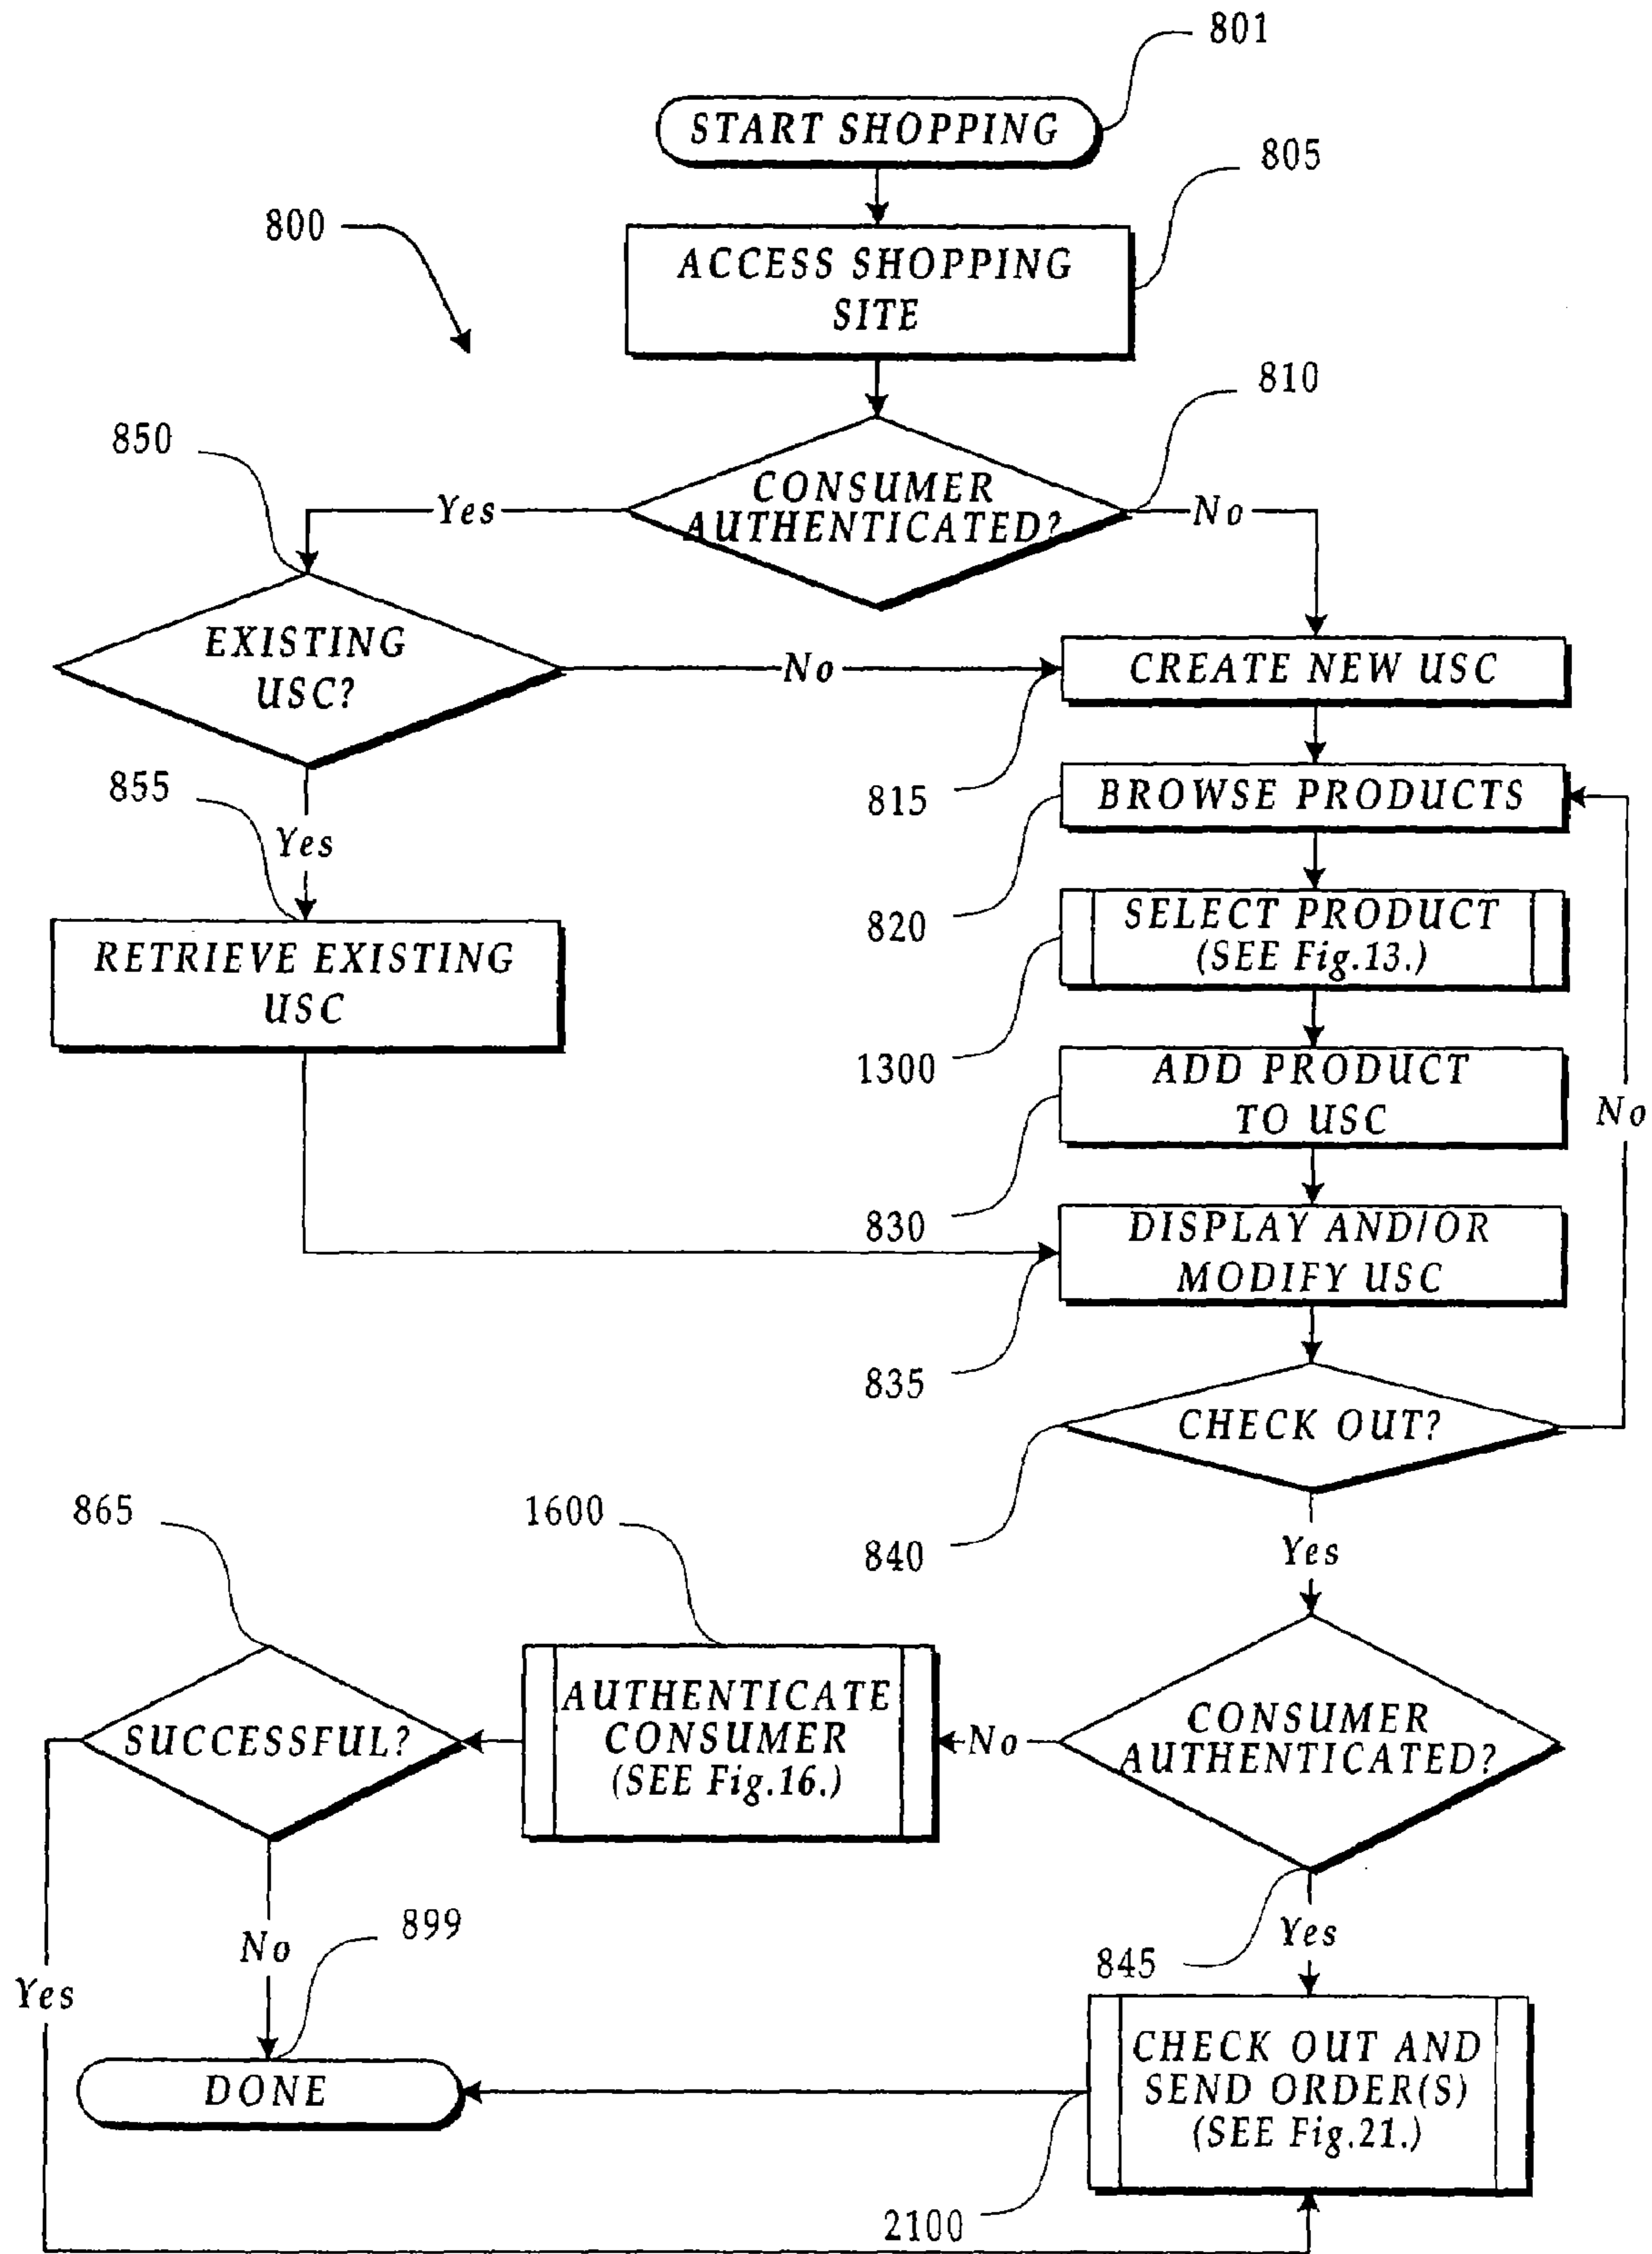 801
START SHOPPING
805
800
ACCESS SHOPPING
SITE
810
850
CONSUMER
AUTHENTICATED?
Yes
No
EXISTING
USC?
No
CREATE NEW USC
855
815
BROWSE PRODUCTS
Yes
820
SELECT PRODUCT
(SEE Fig.13.)
RETRIEVE EXISTING
USC
1300
ADD PRODUCT
TO USC
No
830
DISPLAY AND/OR
MODIFY USC
835
CHECK OUT?
865
1600
840
Yes
AUTHENTICATE
CONSUMER
(SEE Fig.16.)
SUCCESSFUL?
No
CONSUMER
AUTHENTICATED?
899
No
Yes
845
Yes
CHECK OUT AND
SEND ORDER(S)
(SEE Fig.21.)
DONE
2100